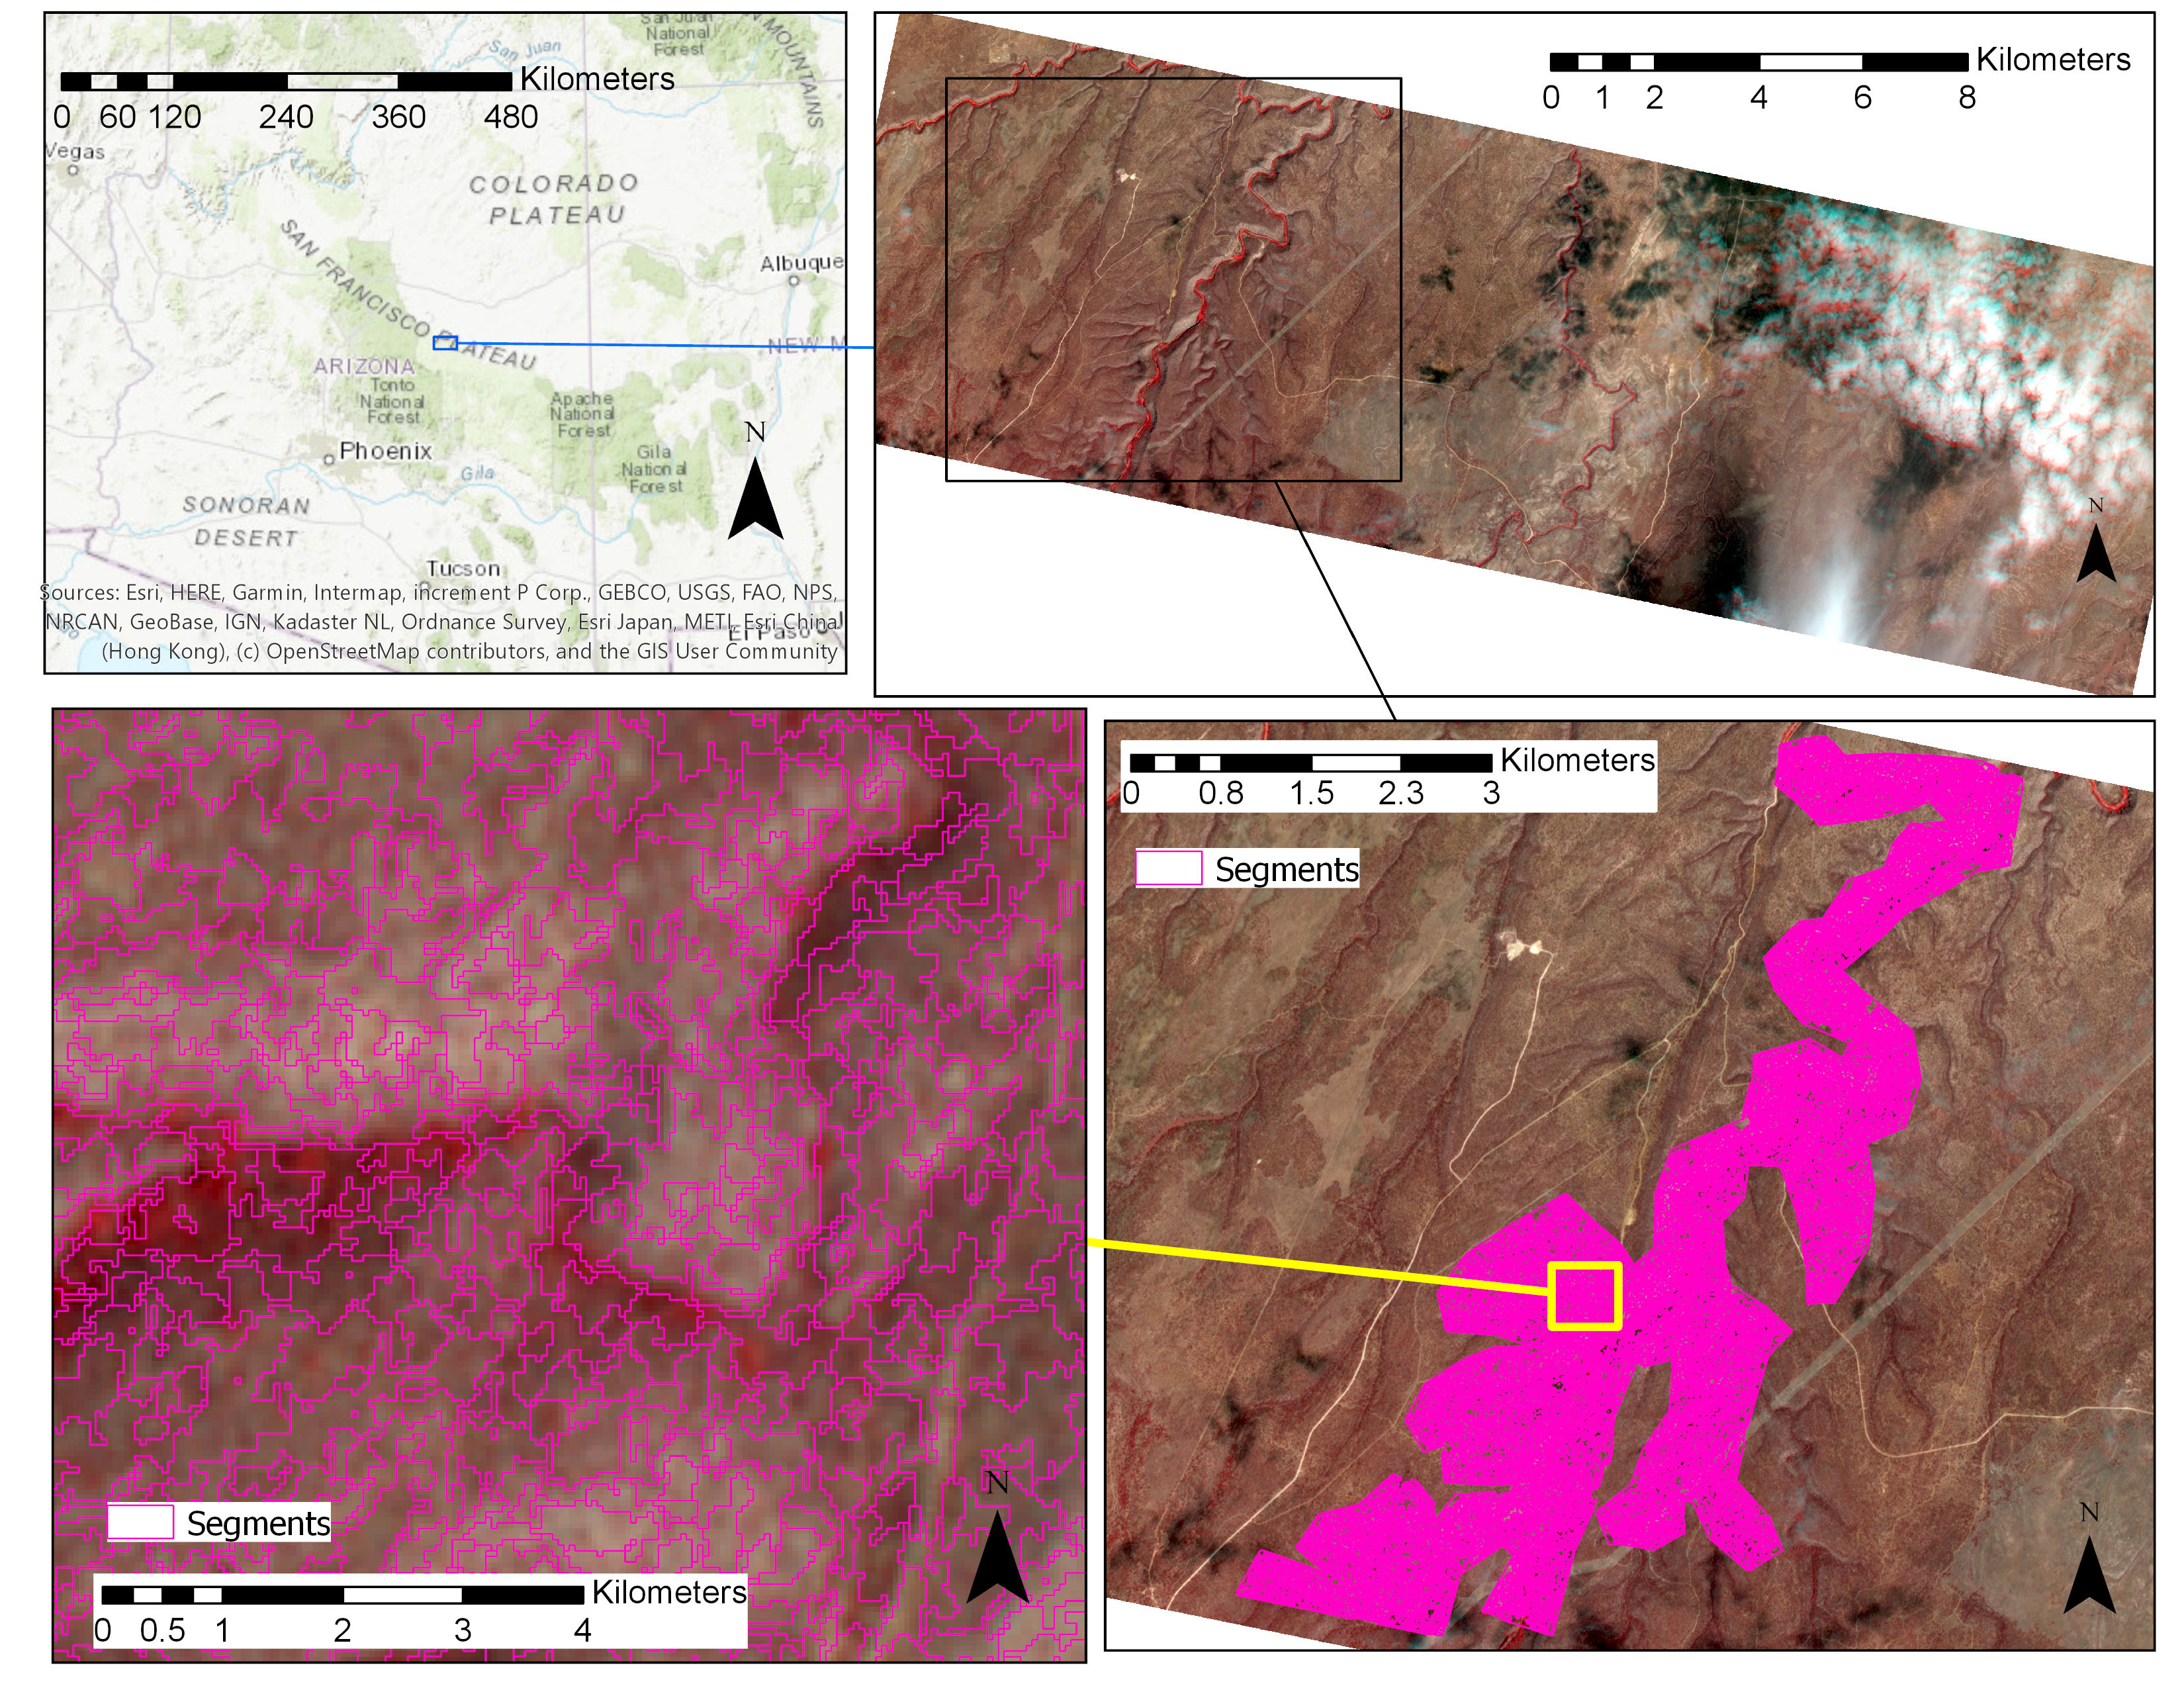 San Juan
National
Forest
San Juan
MOUNTAINS
Kilometers
0 60 120 240 360 480
Vegas
COLORADO
PLATEAU
SAN FRANCISCO PLATEAU
Albuque
NEW M
ARIZONA
Tonto
National
Forest
Apache
National
Forest
N
Phoenix
Gila
Gila
National
Forest
SONORAN
DESERT
Tucson
El Paso
Sources: Esri, HERE, Garmin, Intermap, increment P Corp., GEBCO, USGS, FAO, NPS,
NRCAN, GeoBase, IGN, Kadaster NL, Ordnance Survey, Esri Japan, METI, Esri China
(Hong Kong), (c) OpenStreetMap contributors, and the GIS User Community
Kilometers
0 1 2 4 6 8
N
Segments
N
Kilometers
0 0.5 1 2 3 4
Kilometers
0 0.8 1.5 2.3 3
Segments
N